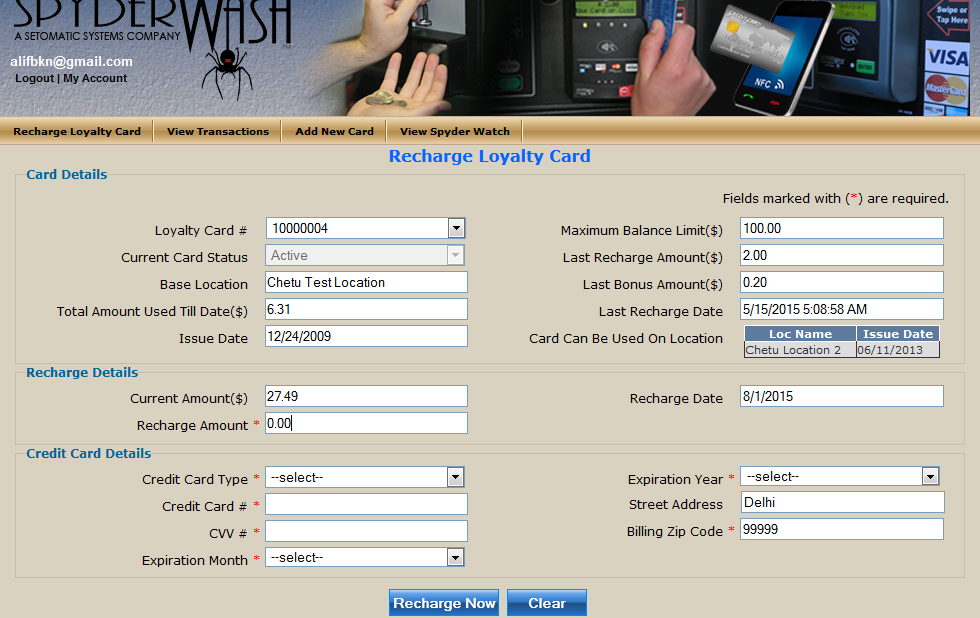 SPYDERWASH
A SETOMATIC SYSTEMS COMPANY
alifbkn@gmail.com
Logout | My Account
Swipe or
Tap Here
VISA
MasterCard
NFC
Recharge Loyalty Card
View Transactions
Add New Card
View Spyder Watch
Recharge Loyalty Card
Card Details
Fields marked with (*) are required.
Loyalty Card # 10000004
Maximum Balance Limit($) 100.00
Current Card Status Active
Last Recharge Amount($) 2.00
Base Location Chetu Test Location
Last Bonus Amount($) 0.20
Total Amount Used Till Date($) 6.31
Last Recharge Date 5/15/2015 5:08:58 AM
Issue Date 12/24/2009
Card Can Be Used On Location
Loc Name Issue Date
Chetu Location 2 06/11/2013
Recharge Details
Current Amount($) 27.49
Recharge Date 8/1/2015
Recharge Amount * 0.00
Credit Card Details
Credit Card Type * --select--
Expiration Year * --select--
Credit Card # *
Street Address Delhi
CVV # *
Billing Zip Code * 99999
Expiration Month * --select--
Recharge Now
Clear